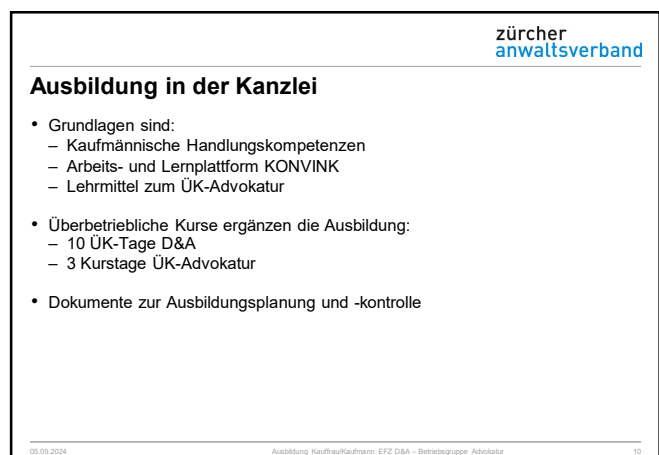 zürcher
anwaltsverband
Ausbildung in der Kanzlei
• Grundlagen sind:
– Kaufmännische Handlungskompetenzen
– Arbeits- und Lernplattform KONVINK
– Lehrmittel zum ÜK-Advokatur
• Überbetriebliche Kurse ergänzen die Ausbildung:
– 10 ÜK-Tage D&A
– 3 Kurstage ÜK-Advokatur
• Dokumente zur Ausbildungsplanung und -kontrolle
05.09.2024 Ausbildung Kauffrau/Kaufmann EFZ D&A – Betriebsgruppe Advokatur 10